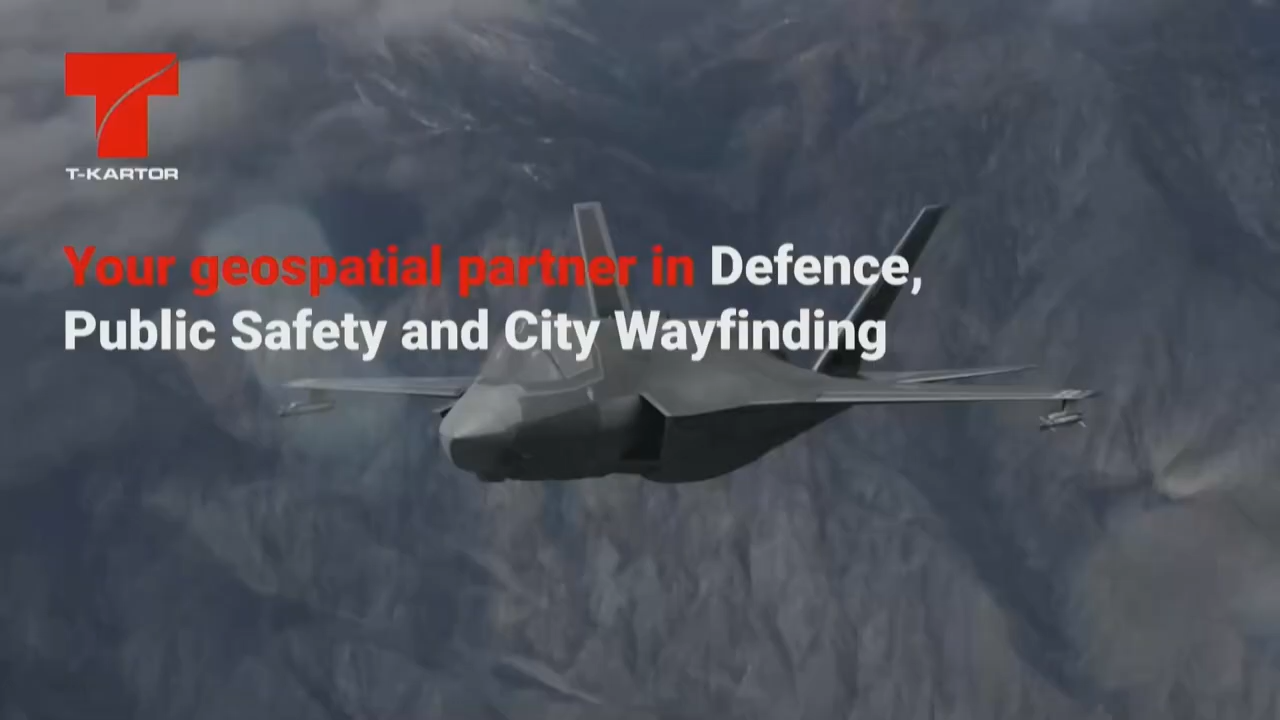 T-KARTOR
Your geospatial partner in Defence,
Public Safety and City Wayfinding